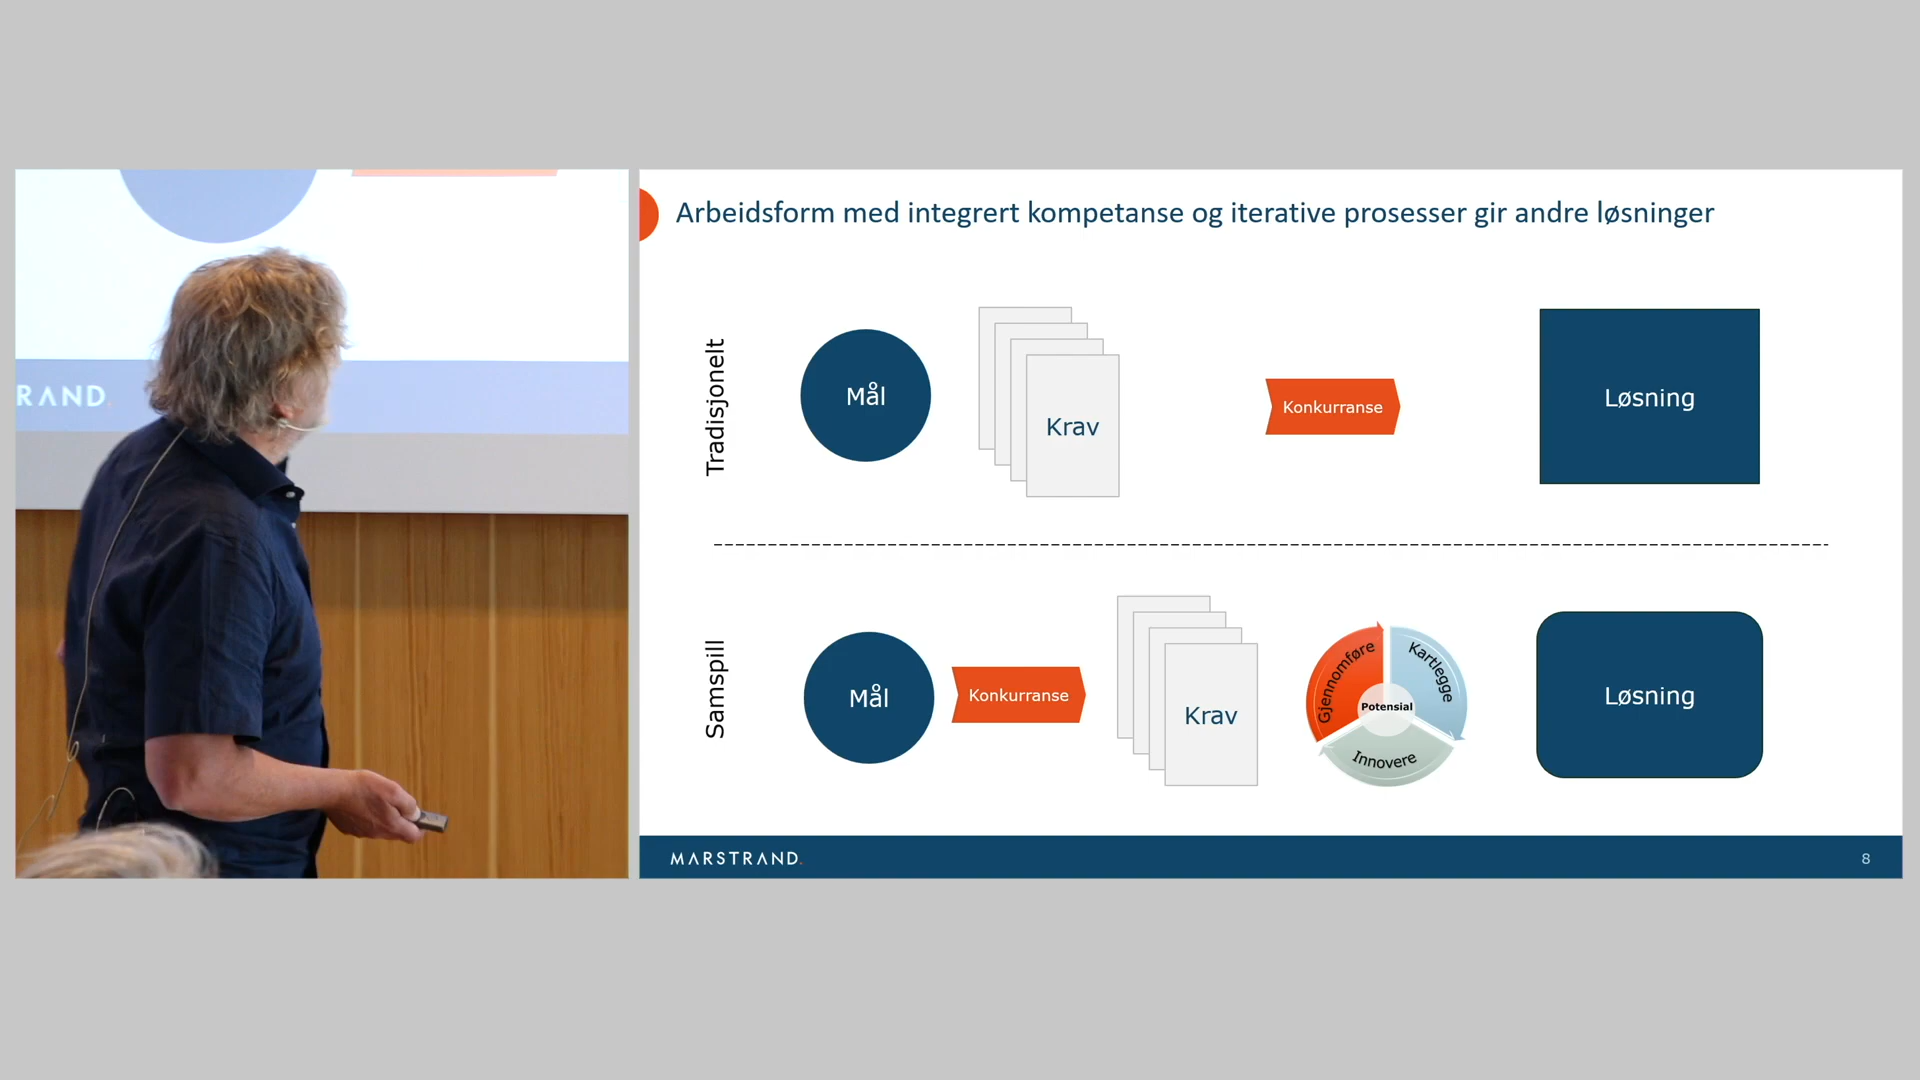 RAND.
Arbeidsform med integrert kompetanse og iterative prosesser gir andre løsninger
Tradisjonelt
Mål
Krav
Konkurranse
Løsning
Samspill
Mål
Konkurranse
Krav
Gjennomføre
Kartlegge
Potensial
Innovere
Løsning
MARSTRAND.
8